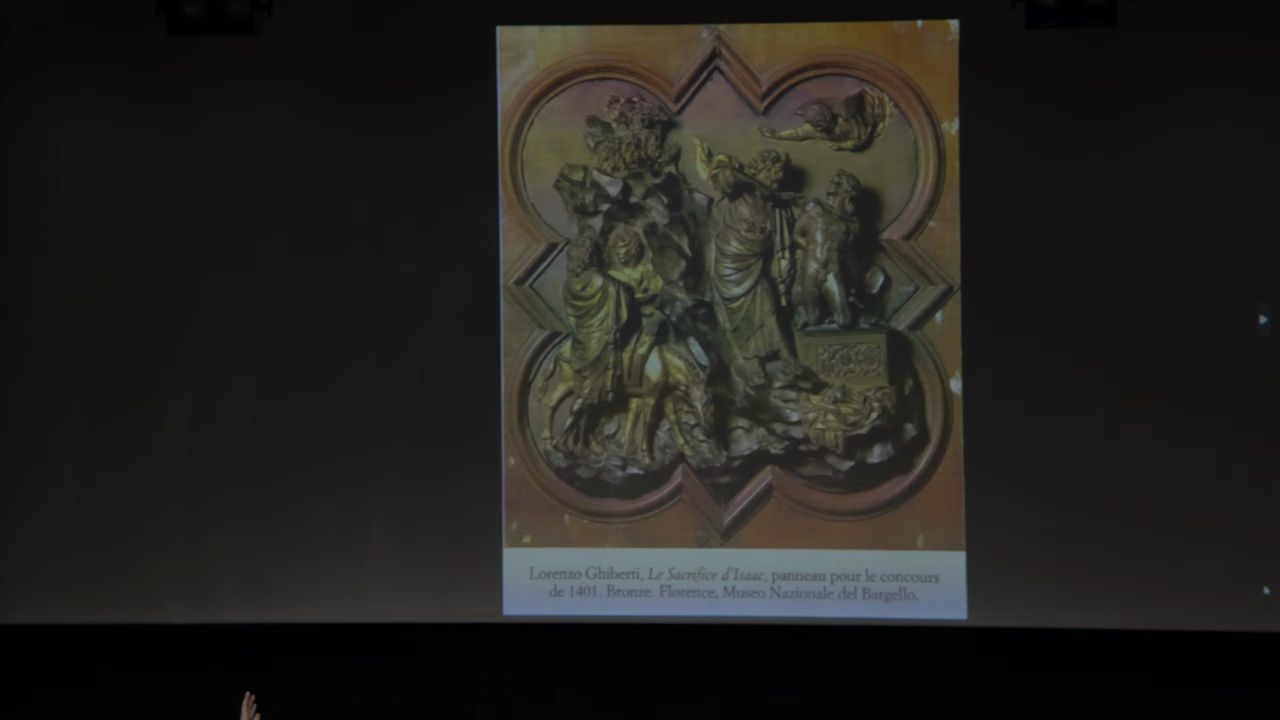 Lorenzo Ghiberti, Le Sacrifice d'Isaac, panneau pour le concours
de 1401. Bronze. Florence, Museo Nazionale del Bargello.